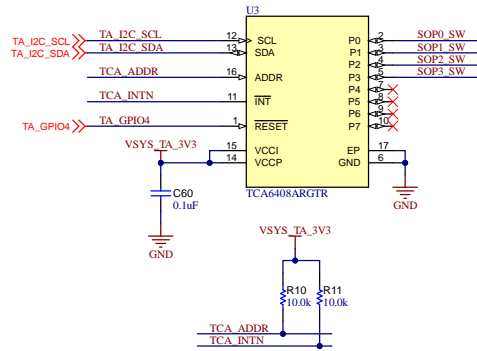 U3
TA_I2C_SCL TA_I2C_SCL 12 SCL P0 2 SOP0_SW
TA_I2C_SDA TA_I2C_SDA 13 SDA P1 3 SOP1_SW
P2 4 SOP2_SW
TCA_ADDR 16 ADDR P3 5 SOP3_SW
P4 7
TCA_INTN 11 INT P5 8
P6 9
TA_GPIO4 TA_GPIO4 1 RESET P7 10
VSYS_TA_3V3
15 VCCI EP 17
14 VCCP GND 6
TCA6408ARGTR
C60
0.1uF
GND
GND
VSYS_TA_3V3
R10 R11
10.0k 10.0k
TCA_ADDR
TCA_INTN